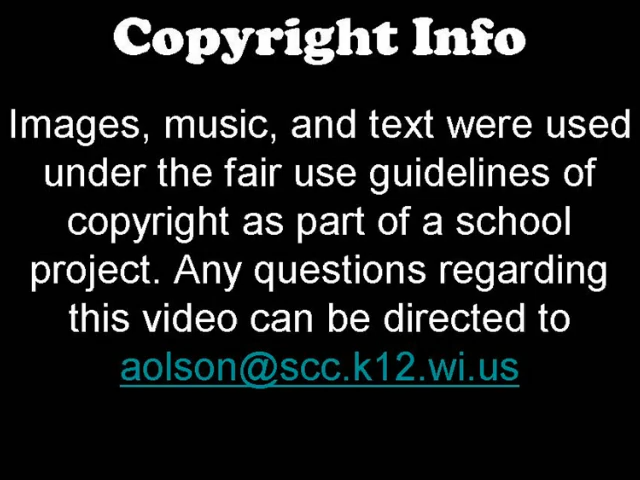 Copyright Info
Images, music, and text were used
under the fair use guidelines of
copyright as part of a school
project. Any questions regarding
this video can be directed to
aolson@scc.k12.wi.us